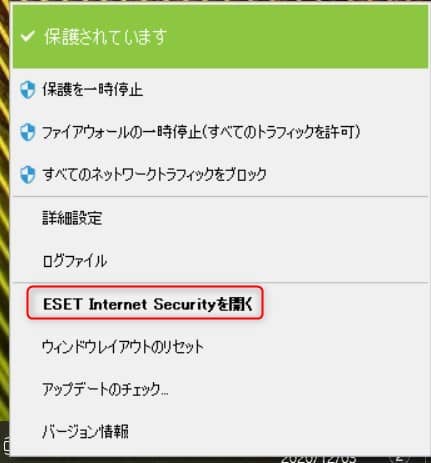 保護されています
保護を一時停止
ファイアウォールの一時停止(すべてのトラフィックを許可)
すべてのネットワークトラフィックをブロック
詳細設定
ログファイル
ESET Internet Securityを開く
ウィンドウレイアウトのリセット
アップデートのチェック...
バージョン情報
2020/12/03